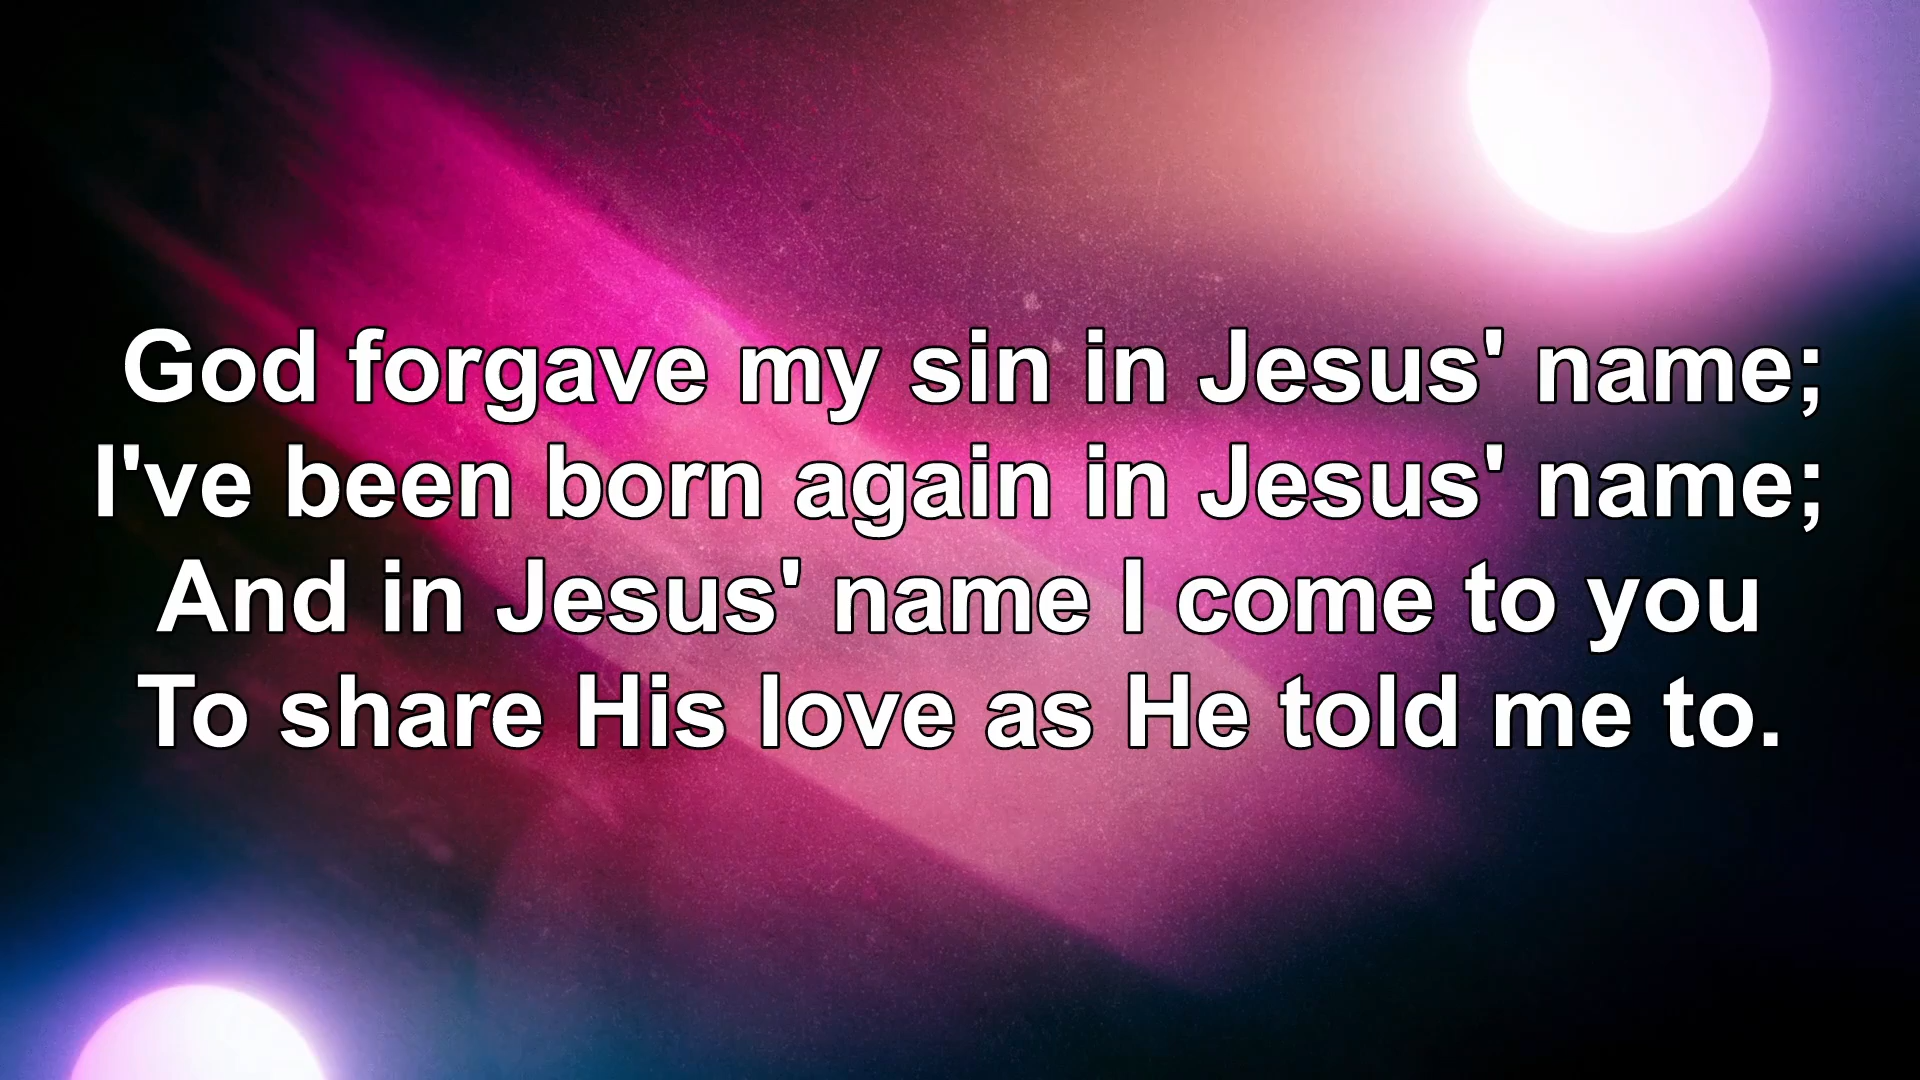 God forgave my sin in Jesus' name;
I've been born again in Jesus' name;
And in Jesus' name I come to you
To share His love as He told me to.